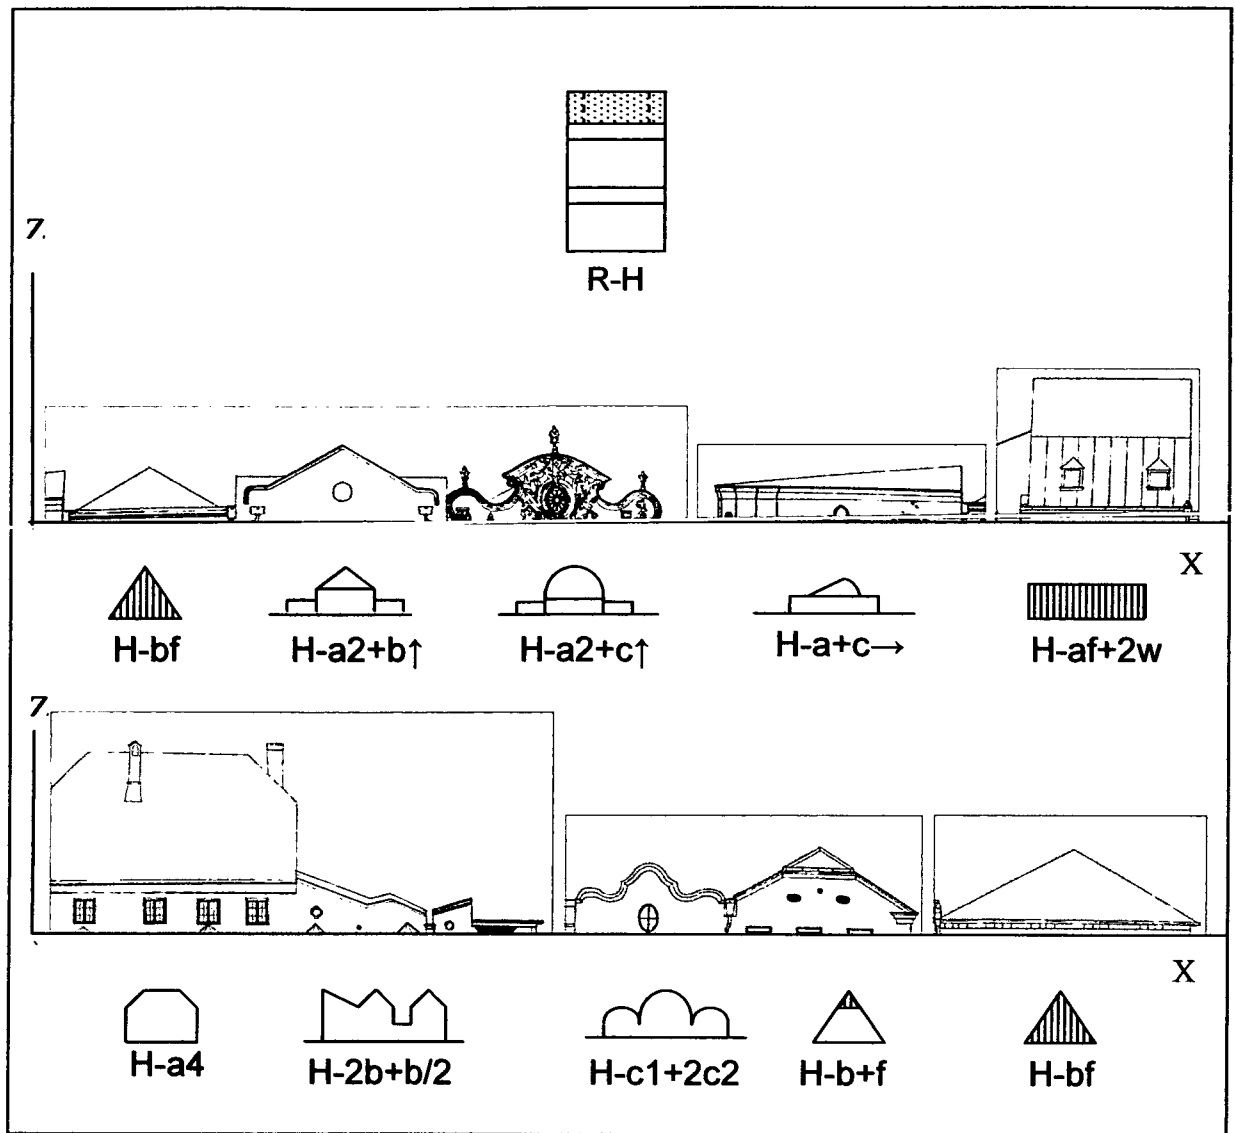 R-H
7.
X
H-bf H-a2+b↑ H-a2+c↑ H-a+c→ H-af+2w
7.
X
H-a4 H-2b+b/2 H-c1+2c2 H-b+f H-bf